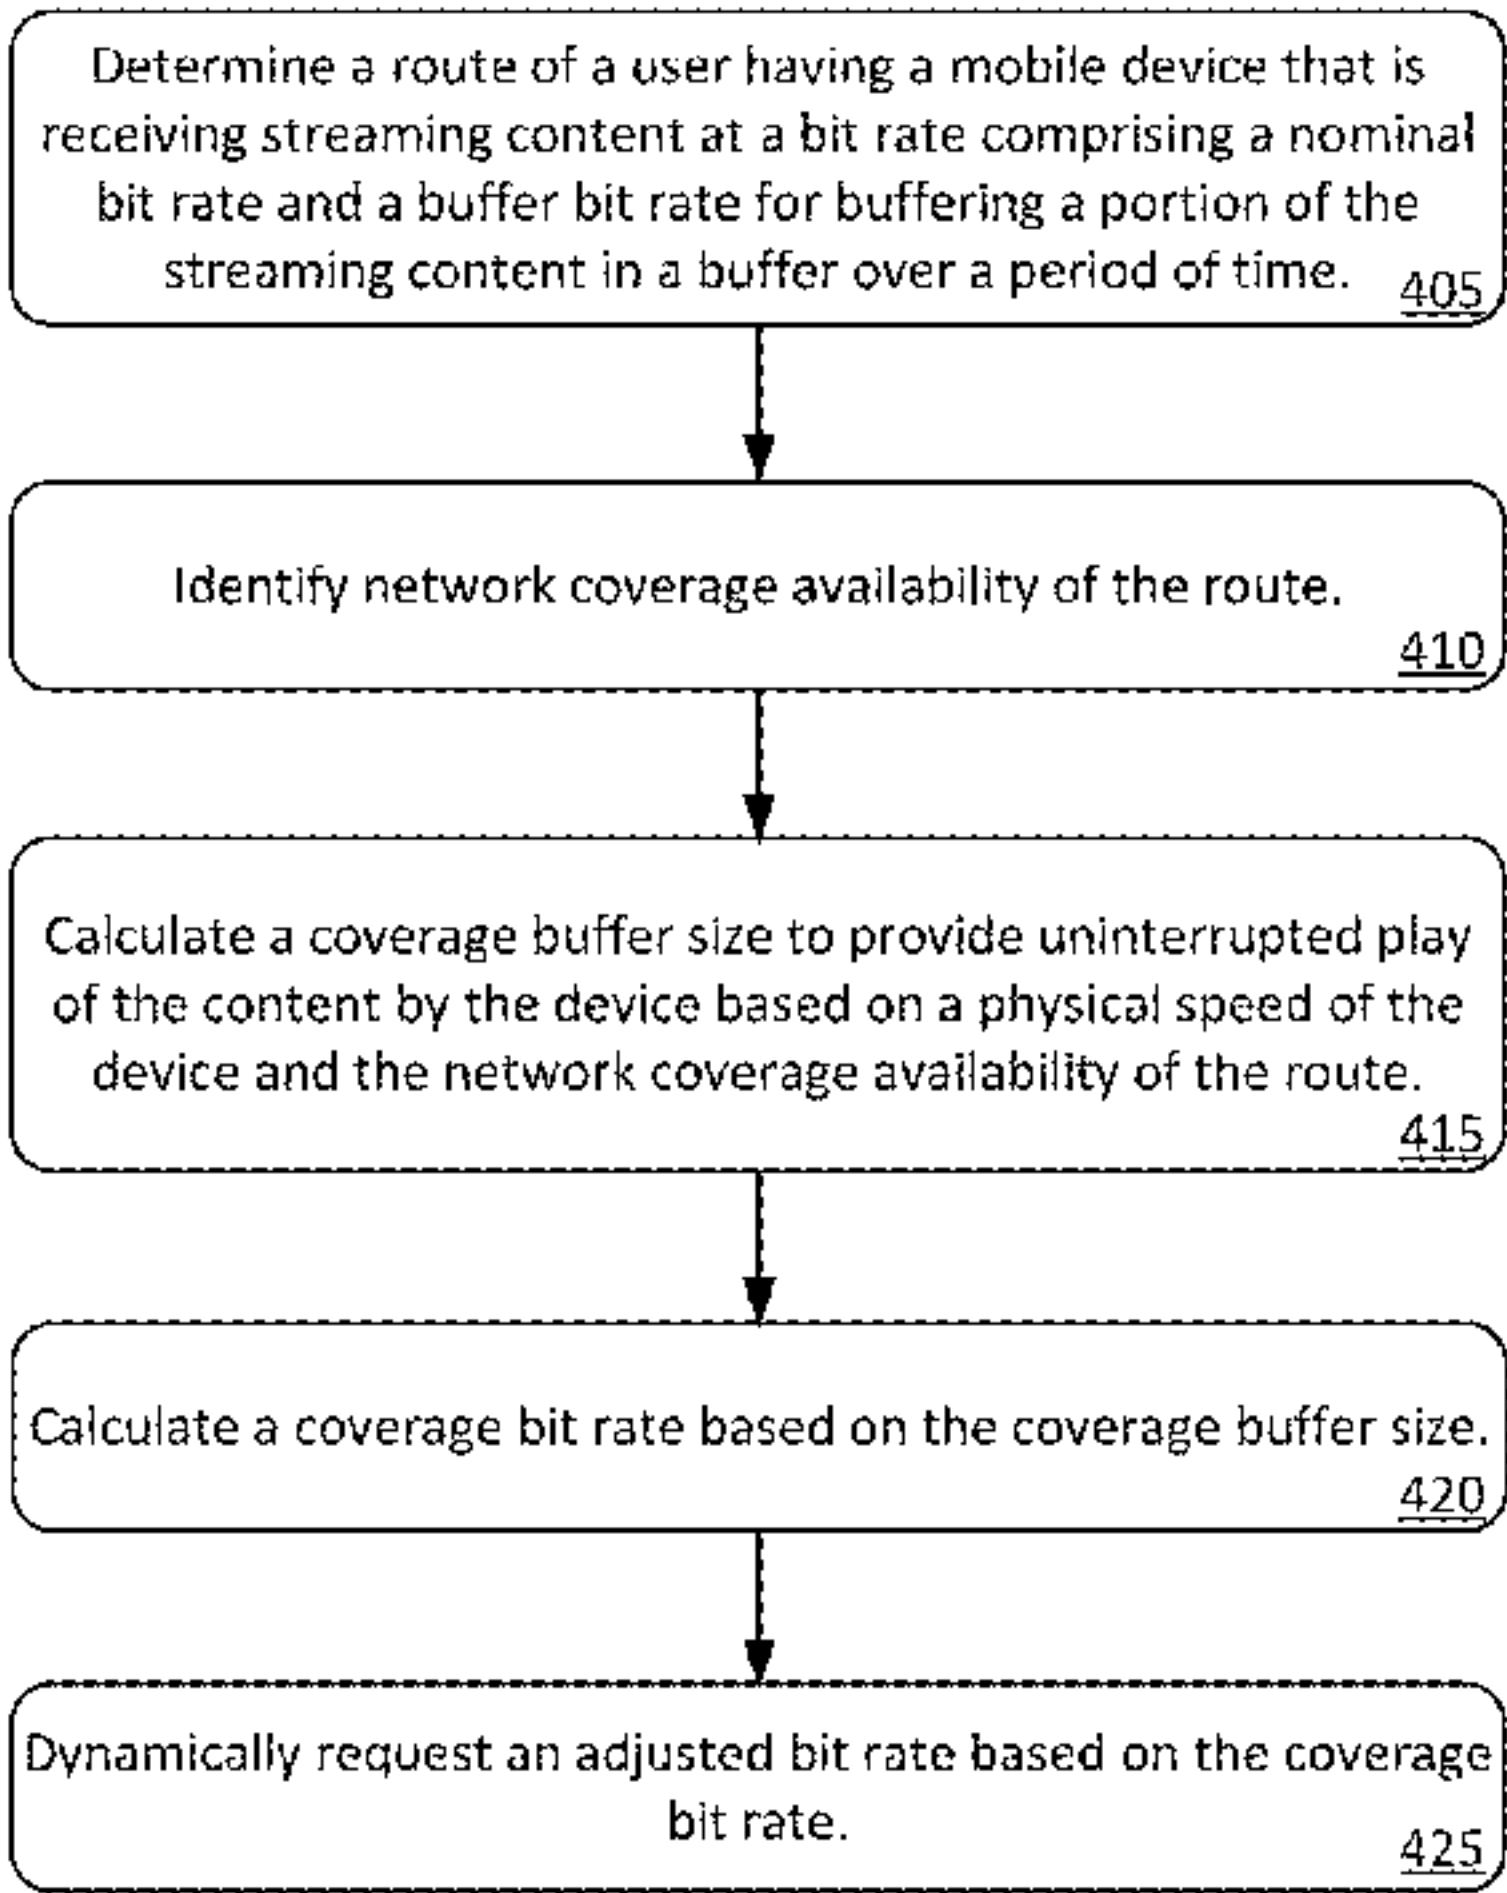 Determine a route of a user having a mobile device that is
receiving streaming content at a bit rate comprising a nominal
bit rate and a buffer bit rate for buffering a portion of the
streaming content in a buffer over a period of time.
405
Identify network coverage availability of the route.
410
Calculate a coverage buffer size to provide uninterrupted play
of the content by the device based on a physical speed of the
device and the network coverage availability of the route.
415
Calculate a coverage bit rate based on the coverage buffer size.
420
Dynamically request an adjusted bit rate based on the coverage
bit rate.
425